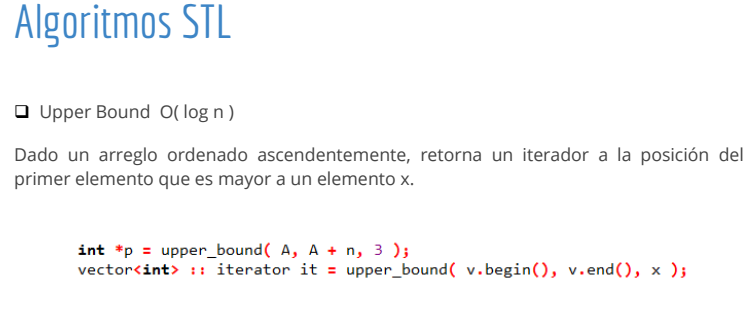 Algoritmos STL
❑ Upper Bound O( log n )
Dado un arreglo ordenado ascendentemente, retorna un iterador a la posición del
primer elemento que es mayor a un elemento x.
int *p = upper_bound( A, A + n, 3 );
vector<int> :: iterator it = upper_bound( v.begin(), v.end(), x );